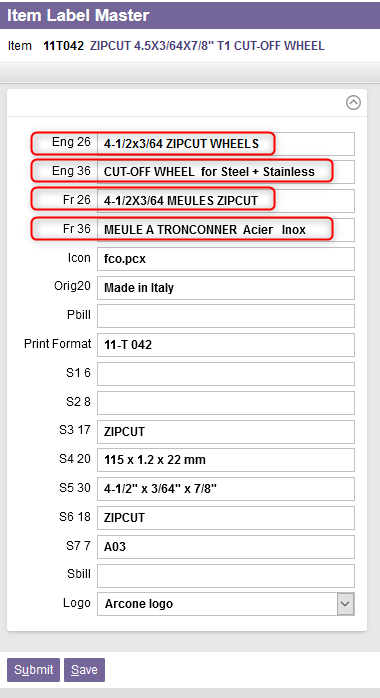 Item Label Master
Item 11T042 ZIPCUT 4.5X3/64X7/8" T1 CUT-OFF WHEEL
Eng 26 4-1/2x3/64 ZIPCUT WHEELS
Eng 36 CUT-OFF WHEEL for Steel + Stainless
Fr 26 4-1/2X3/64 MEULES ZIPCUT
Fr 36 MEULE A TRONCONNER Acier Inox
Icon fco.pcx
Orig20 Made in Italy
Pbill
Print Format 11-T 042
S1 6
S2 8
S3 17 ZIPCUT
S4 20 115 x 1.2 x 22 mm
S5 30 4-1/2" x 3/64" x 7/8"
S6 18 ZIPCUT
S7 7 A03
Sbill
Logo Arcone logo
Submit Save